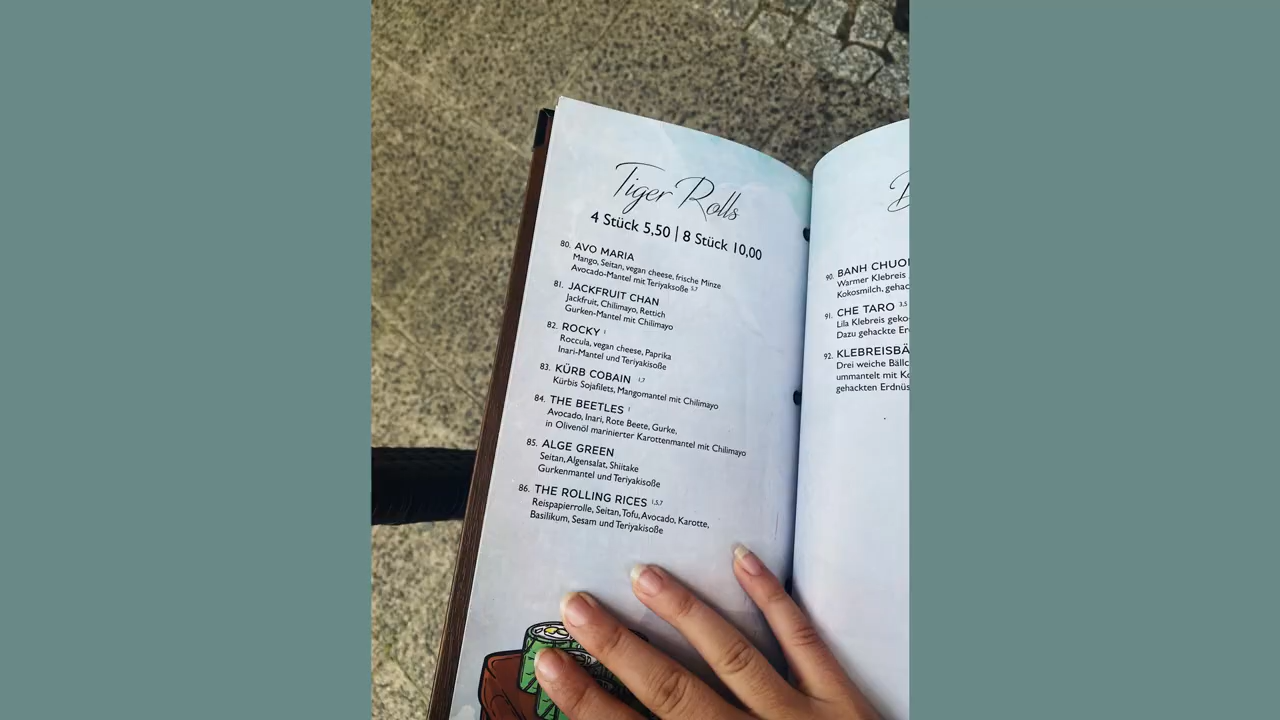 Tiger Rolls
4 Stück 5,50 | 8 Stück 10,00
80. AVO MARIA
Mango, Seitan, vegan cheese, frische Minze
Avocado-Mantel mit Teriyaksoße 5,7
81. JACKFRUIT CHAN
Jackfruit, Chilimayo, Rettich
Gurken-Mantel mit Chilimayo
82. ROCKY 1
Roccula, vegan cheese, Paprika
Inari-Mantel und Teriyakisoße
83. KÜRB COBAIN 1,7
Kürbis Sojafilets, Mangomantel mit Chilimayo
84. THE BEETLES 1
Avocado, Inari, Rote Beete, Gurke,
in Olivenöl marinierter Karottenmantel mit Chilimayo
85. ALGE GREEN
Seitan, Algensalat, Shiitake
Gurkenmantel und Teriyakisoße
86. THE ROLLING RICES 1,5,7
Reispapierrolle, Seitan, Tofu, Avocado, Karotte,
Basilikum, Sesam und Teriyakisoße
90. BANH CHUO
Warmer Klebreis
Kokosmilch, gehac
91. CHE TARO 3,5
Lila Klebreis geko
Dazu gehackte Er
92. KLEBREISBÄ
Drei weiche Bällc
ummantelt mit Ko
gehackten Erdnüs